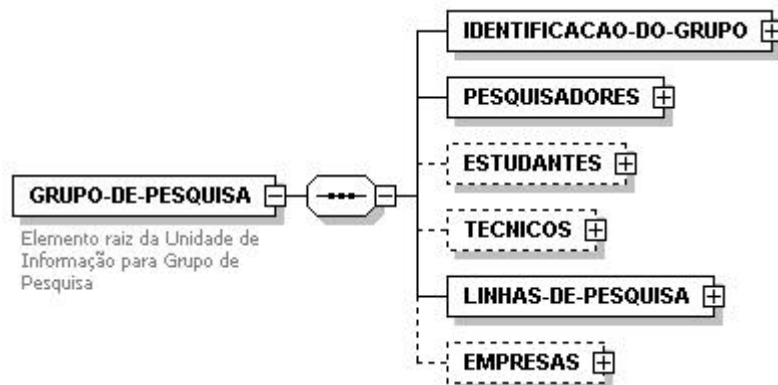 IDENTIFICACAO-DO-GRUPO
PESQUISADORES
ESTUDANTES
GRUPO-DE-PESQUISA
Elemento raiz da Unidade de
Informação para Grupo de
Pesquisa
TECNICOS
LINHAS-DE-PESQUISA
EMPRESAS